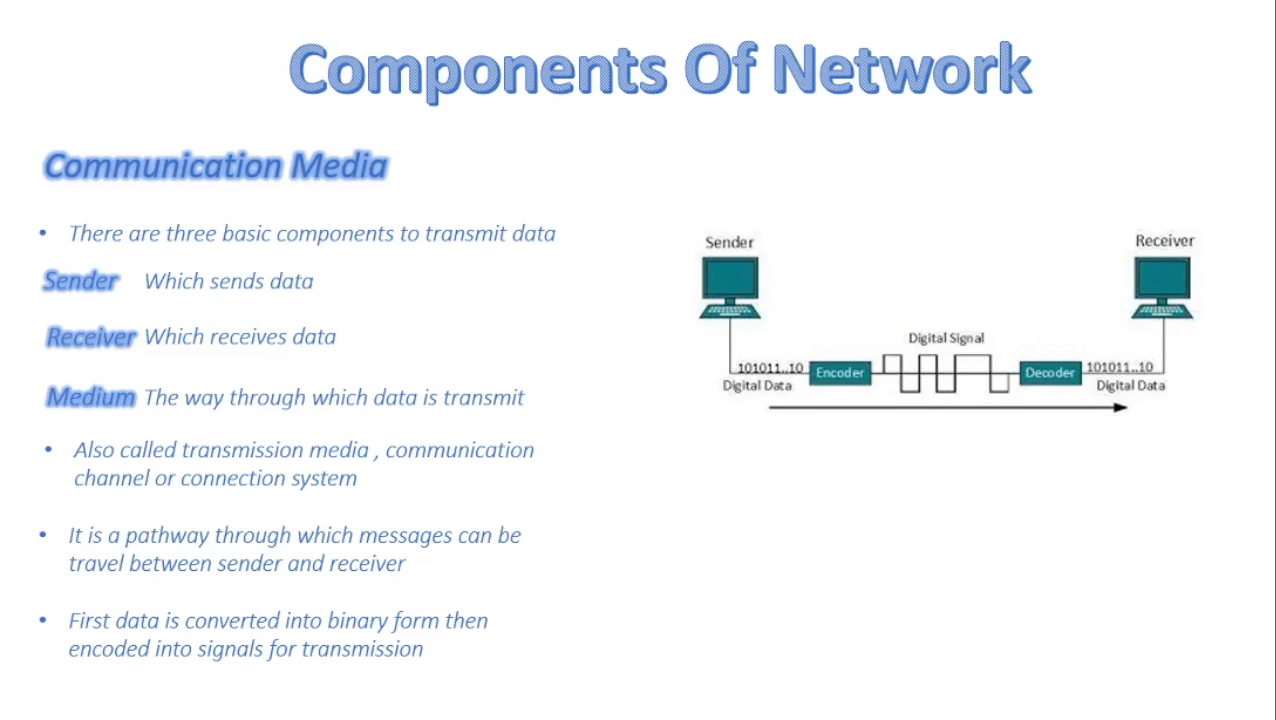 Components Of Network
Communication Media
• There are three basic components to transmit data
Sender Which sends data
Receiver Which receives data
Medium The way through which data is transmit
• Also called transmission media , communication
channel or connection system
• It is a pathway through which messages can be
travel between sender and receiver
• First data is converted into binary form then
encoded into signals for transmission
Sender
Receiver
Digital Signal
101011..10
Encoder
Decoder
101011..10
Digital Data
Digital Data